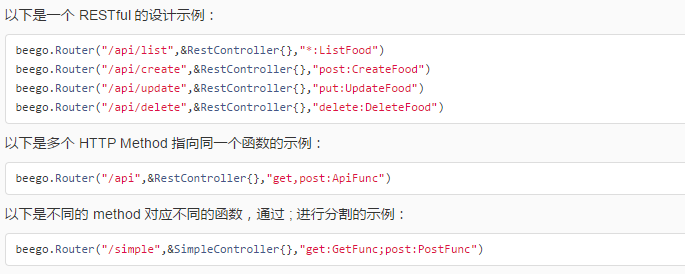 以下是一个 RESTful 的设计示例：
beego.Router("/api/list",&RestController{},"*:ListFood")
beego.Router("/api/create",&RestController{},"post:CreateFood")
beego.Router("/api/update",&RestController{},"put:UpdateFood")
beego.Router("/api/delete",&RestController{},"delete:DeleteFood")
以下是多个 HTTP Method 指向同一个函数的示例：
beego.Router("/api",&RestController{},"get,post:ApiFunc")
以下是不同的 method 对应不同的函数，通过 ; 进行分割的示例：
beego.Router("/simple",&SimpleController{},"get:GetFunc;post:PostFunc")